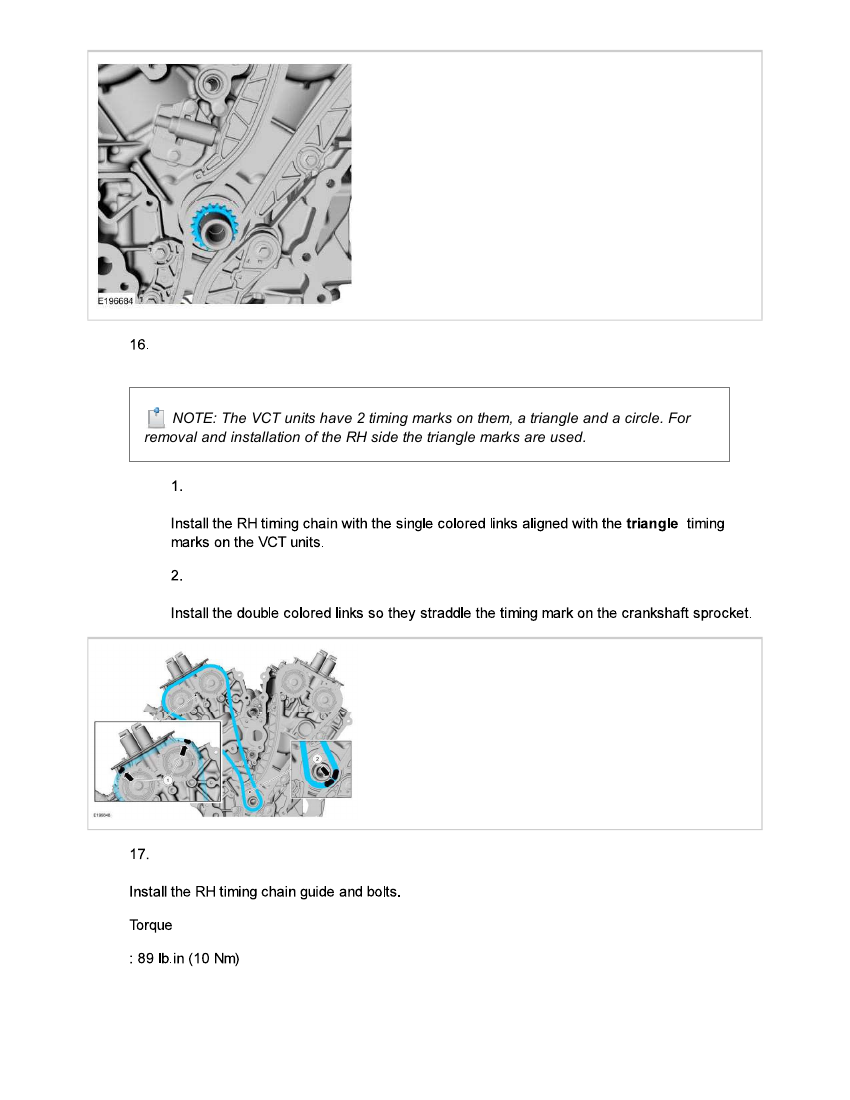 E196684
16.
NOTE: The VCT units have 2 timing marks on them, a triangle and a circle. For
removal and installation of the RH side the triangle marks are used.
1.
Install the RH timing chain with the single colored links aligned with the triangle timing
marks on the VCT units.
2.
Install the double colored links so they straddle the timing mark on the crankshaft sprocket.
2
1
17.
Install the RH timing chain guide and bolts.
Torque
: 89 lb.in (10 Nm)